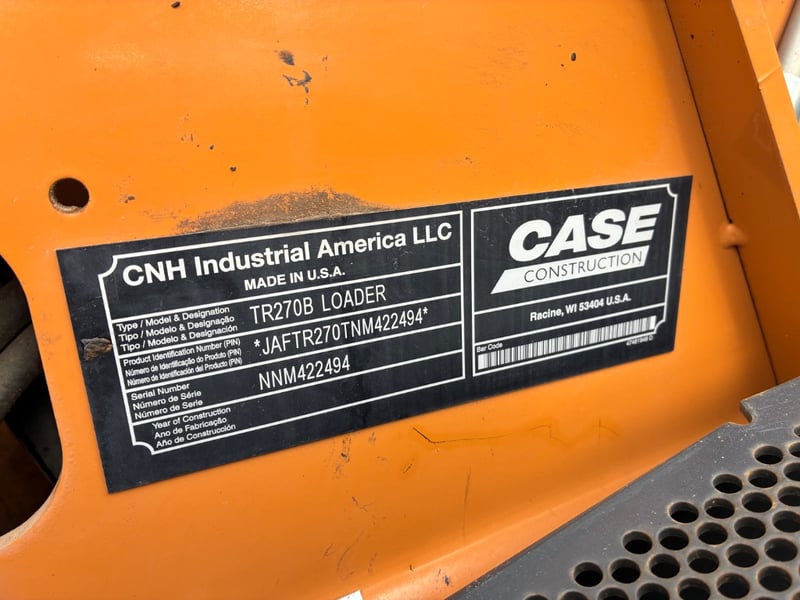 CNH Industrial America LLC
MADE IN U.S.A.
Type / Model & Designation
Tipo / Modelo & Designação
Tipo / Modelo & Designación
TR270B LOADER
Product Identification Number (PIN)
Número de Identificação do Produto (PIN)
Número de Identificación del Producto (PIN)
*JAFTR270TNM422494*
Serial Number
Número de Série
Número de Serie
NNM422494
Year of Construction
Ano de Fabricação
Año de Construcción
CASE
CONSTRUCTION
Racine, WI 53404 U.S.A.
Bar Code
47481948 D